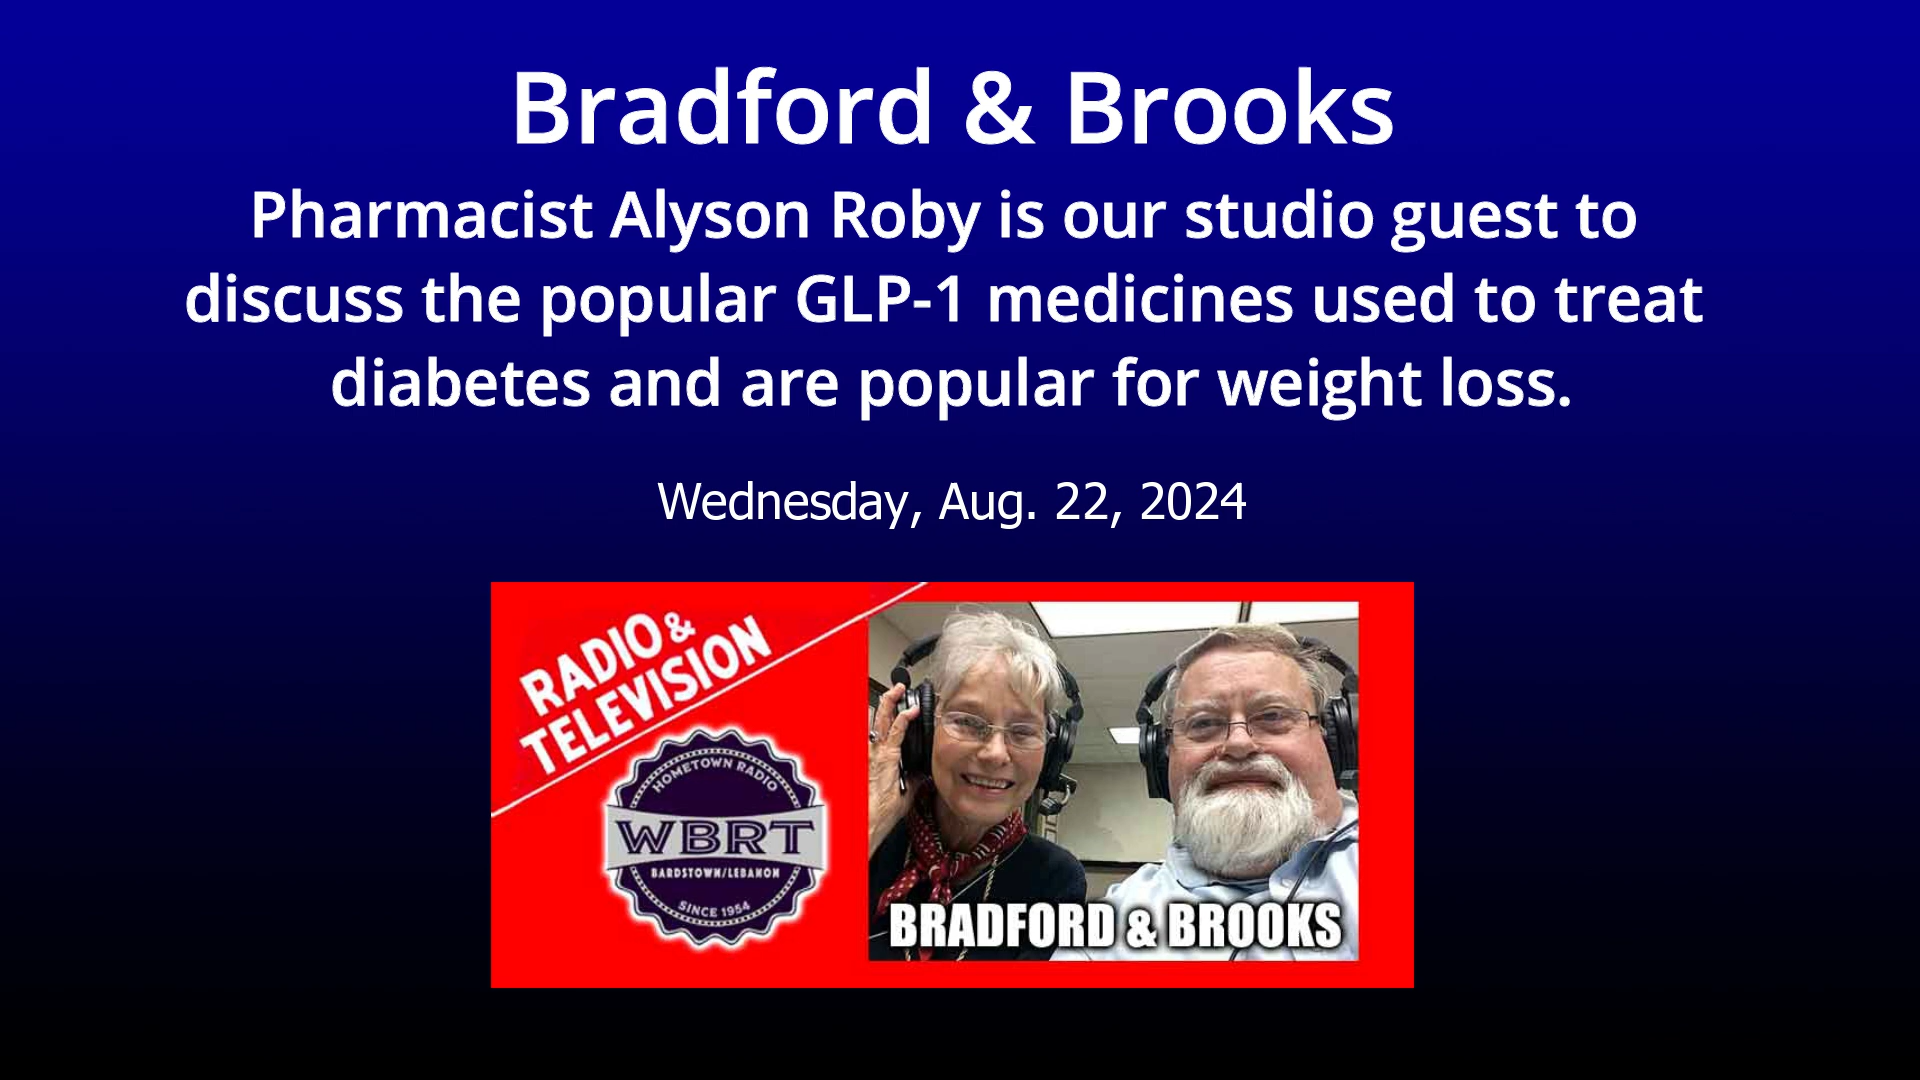 Bradford & Brooks
Pharmacist Alyson Roby is our studio guest to
discuss the popular GLP-1 medicines used to treat
diabetes and are popular for weight loss.
Wednesday, Aug. 22, 2024
RADIO &
TELEVISION
HOMETOWN RADIO
WBRT
BARDSTOWN/LEBANON
SINCE 1954
BRADFORD & BROOKS